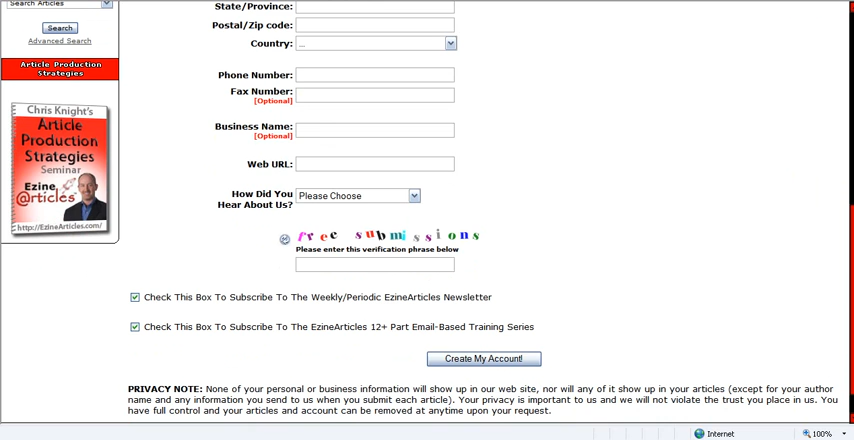 Search Articles
Search
Advanced Search
Article Production
Strategies
Chris Knight's
Article
Production
Strategies
Seminar
Ezine
@rticles
http://EzineArticles.com/
State/Province:
Postal/Zip code:
Country: ...
Phone Number:
Fax Number:
[Optional]
Business Name:
[Optional]
Web URL:
How Did You
Hear About Us?
Please Choose
free submissions
Please enter this verification phrase below
Check This Box To Subscribe To The Weekly/Periodic EzineArticles Newsletter
Check This Box To Subscribe To The EzineArticles 12+ Part Email-Based Training Series
Create My Account!
PRIVACY NOTE: None of your personal or business information will show up in our web site, nor will any of it show up in your articles (except for your author
name and any information you send to us when you submit each article). Your privacy is important to us and we will not violate the trust you place in us. You
have full control and your articles and account can be removed at anytime upon your request.
Internet
100%